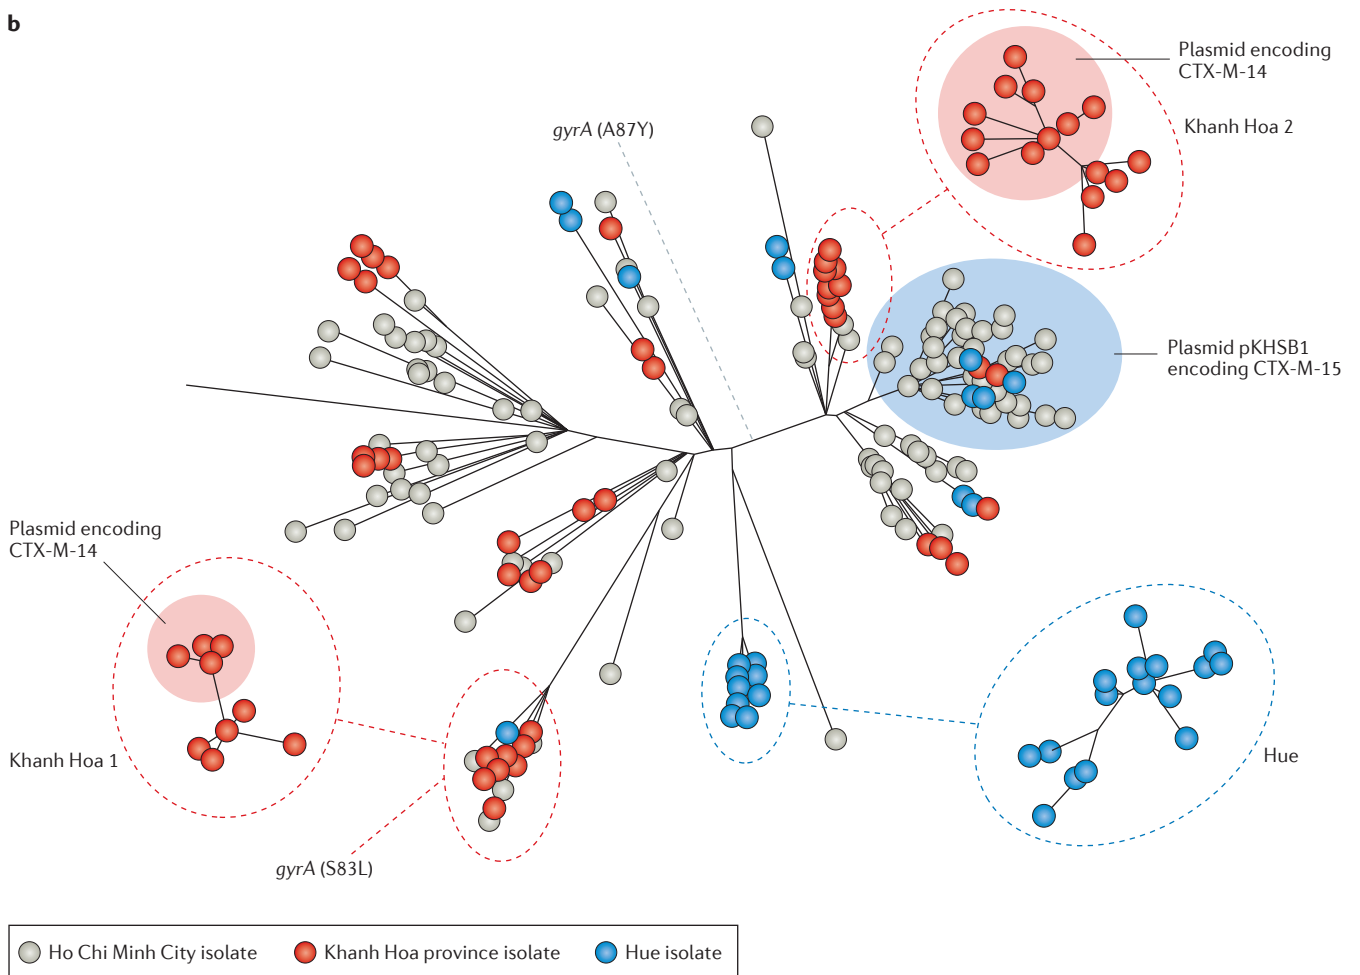 b
Plasmid encoding
CTX-M-14
Khanh Hoa 2
gyrA (A87Y)
Plasmid pKHSB1
encoding CTX-M-15
Plasmid encoding
CTX-M-14
Khanh Hoa 1
Hue
gyrA (S83L)
Ho Chi Minh City isolate
Khanh Hoa province isolate
Hue isolate